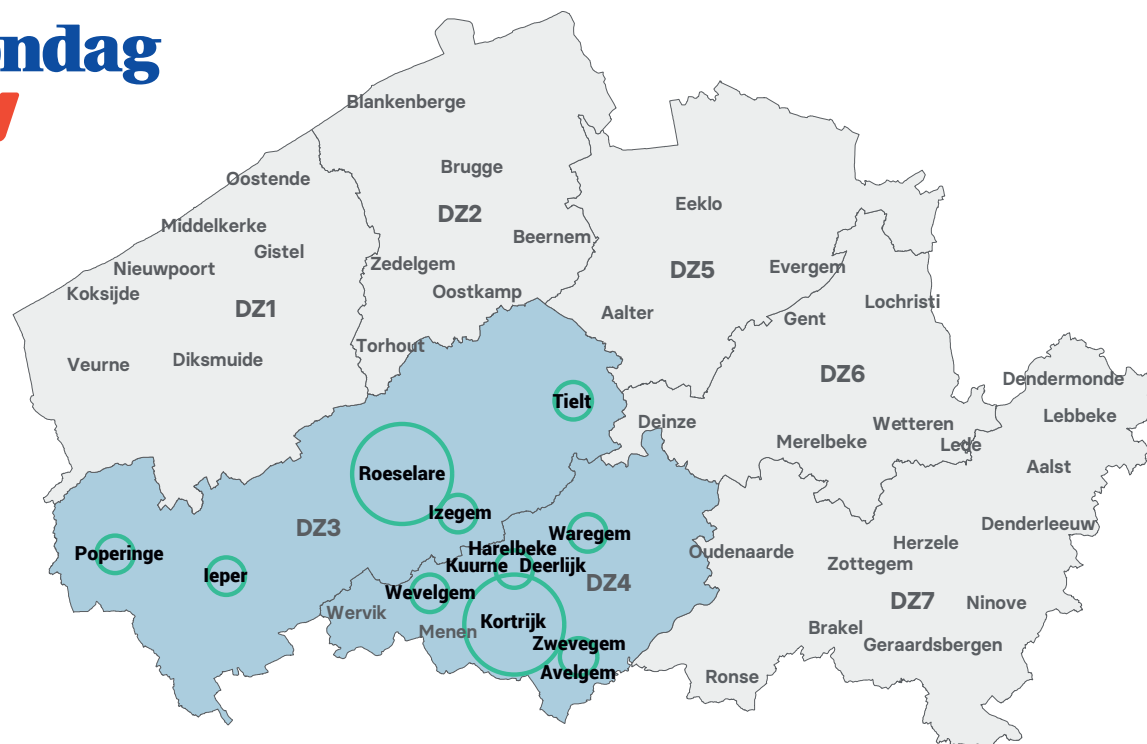 ondag
Blankenberge
Brugge
Oostende
Eeklo
DZ2
Middelkerke
Beernem
Gistel
Zedelgem
Nieuwpoort
DZ5
Evergem
Koksijde
Oostkamp
Lochristi
DZ1
Aalter
Gent
Torhout
Veurne
Diksmuide
DZ6
Dendermonde
Tielt
Lebbeke
Deinze
Wetteren
Merelbeke
Lede
Aalst
Roeselare
Izegem
DZ3
Denderleeuw
Waregem
Herzele
Harelbeke
Oudenaarde
Poperinge
Kuurne Deerlijk
Zottegem
Ieper
DZ4
Wevelgem
DZ7
Ninove
Wervik
Kortrijk
Brakel
Menen
Zwevegem
Geraardsbergen
Avelgem
Ronse